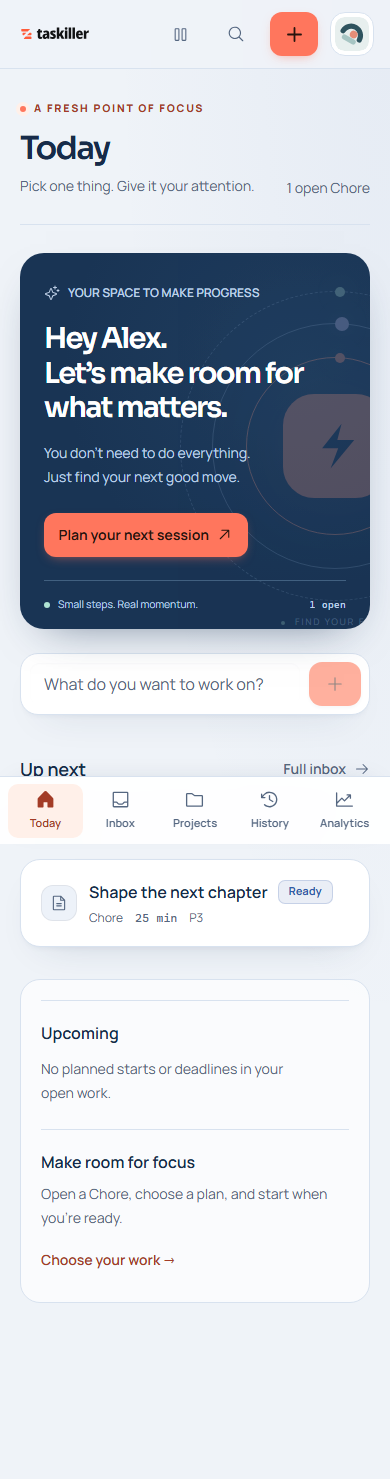 taskiller
A FRESH POINT OF FOCUS
Today
Pick one thing. Give it your attention.
1 open Chore
YOUR SPACE TO MAKE PROGRESS
Hey Alex.
Let's make room for
what matters.
You don't need to do everything.
Just find your next good move.
Plan your next session ↗
Small steps. Real momentum.
1 open
FIND YOUR
What do you want to work on?
Up next
Full inbox →
Today
Inbox
Projects
History
Analytics
Shape the next chapter
Ready
Chore 25 min P3
Upcoming
No planned starts or deadlines in your
open work.
Make room for focus
Open a Chore, choose a plan, and start when
you're ready.
Choose your work →